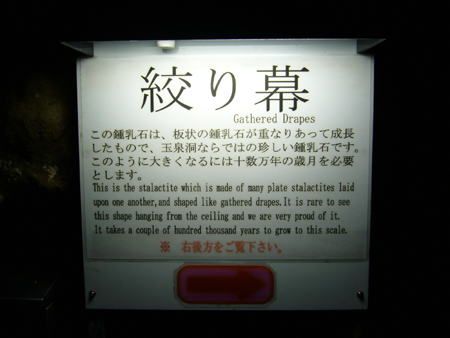 絞り幕
Gathered Drapes
この鍾乳石は、板状の鍾乳石が重なりあって成長
したもので、玉泉洞ならではの珍しい鍾乳石です。
このように大きくなるには十数万年の歳月を必要
とします。
This is the stalactite which is made of many plate stalactites laid
upon one another,and shaped like gathered drapes.It is rare to see
this shape hanging from the ceiling and we are very proud of it.
It takes a couple of hundred thousand years to grow to this scale.
※ 右後方をご覧下さい。